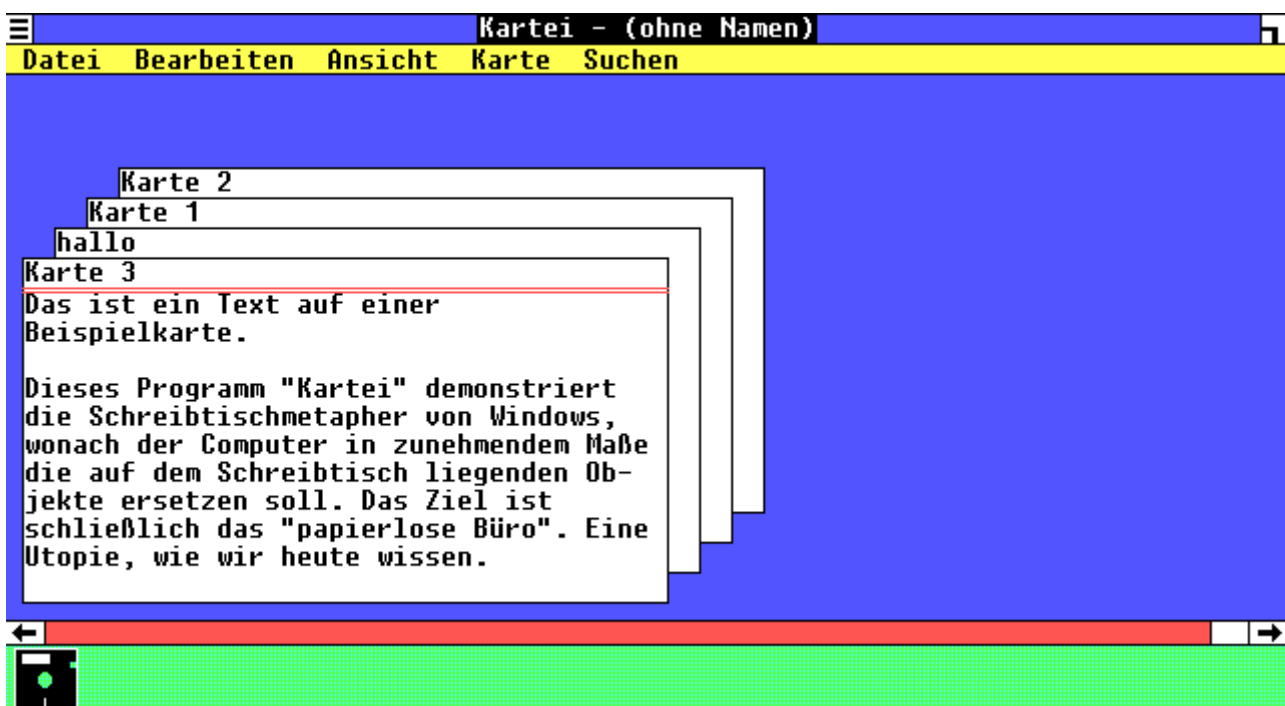 Kartei - (ohne Namen)
Datei Bearbeiten Ansicht Karte Suchen
Karte 2
Karte 1
hallo
Karte 3
Das ist ein Text auf einer
Beispielkarte.
Dieses Programm "Kartei" demonstriert
die Schreibtischmetapher von Windows,
wonach der Computer in zunehmendem Maße
die auf dem Schreibtisch liegenden Ob-
jekte ersetzen soll. Das Ziel ist
schließlich das "papierlose Büro". Eine
Utopie, wie wir heute wissen.